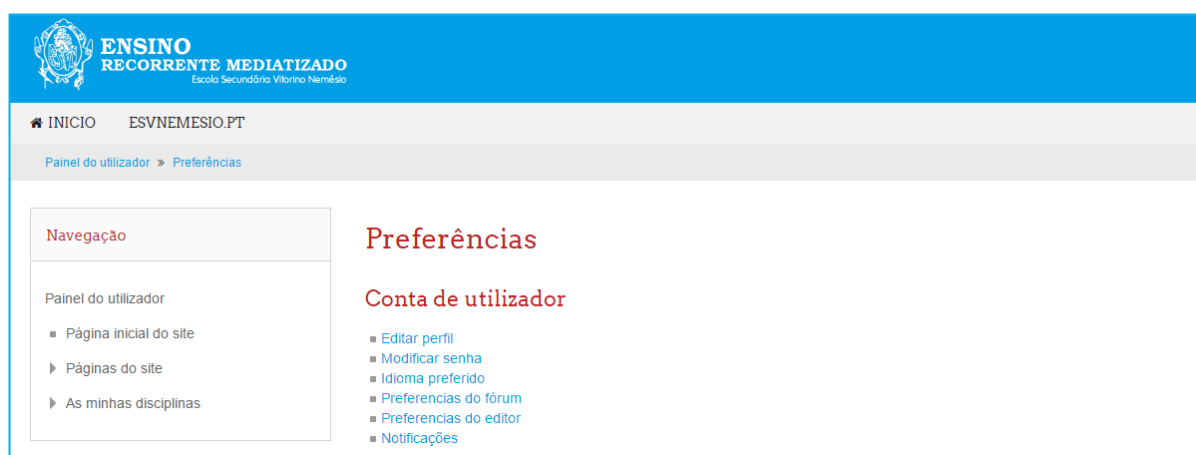 ENSINO
RECORRENTE MEDIATIZADO
Escola Secundária Vitorino Nemésio
INICIO ESVNEMESIO.PT
Painel do utilizador » Preferências
Navegação
Painel do utilizador
Página inicial do site
Páginas do site
As minhas disciplinas
Preferências
Conta de utilizador
Editar perfil
Modificar senha
Idioma preferido
Preferencias do fórum
Preferencias do editor
Notificações